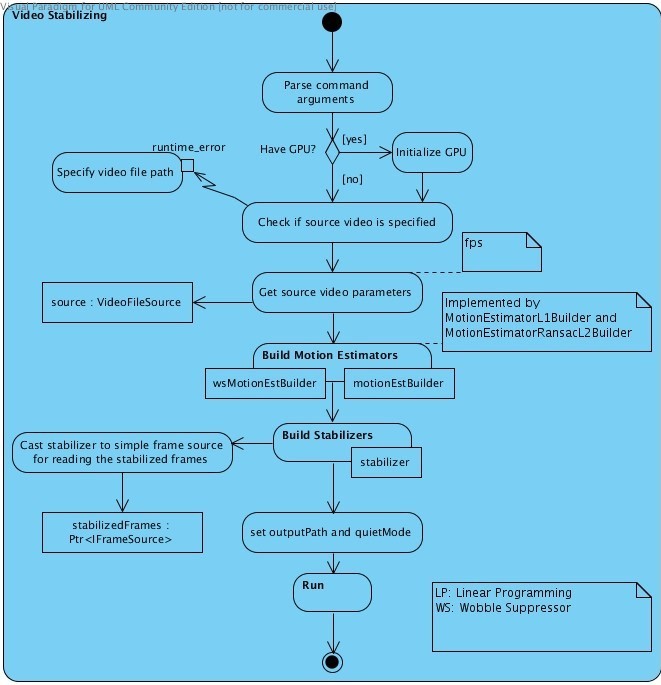 Visual Paradigm for UML Community Edition [not for commercial use]
Video Stabilizing
Parse command
arguments
Have GPU?
[yes]
Initialize GPU
[no]
runtime_error
Specify video file path
Check if source video is specified
fps
source : VideoFileSource
Get source video parameters
Implemented by
MotionEstimatorL1Builder and
MotionEstimatorRansacL2Builder
Build Motion Estimators
wsMotionEstBuilder
motionEstBuilder
Build Stabilizers
stabilizer
Cast stabilizer to simple frame source
for reading the stabilized frames
stabilizedFrames :
Ptr<IFrameSource>
set outputPath and quietMode
Run
LP: Linear Programming
WS: Wobble Suppressor